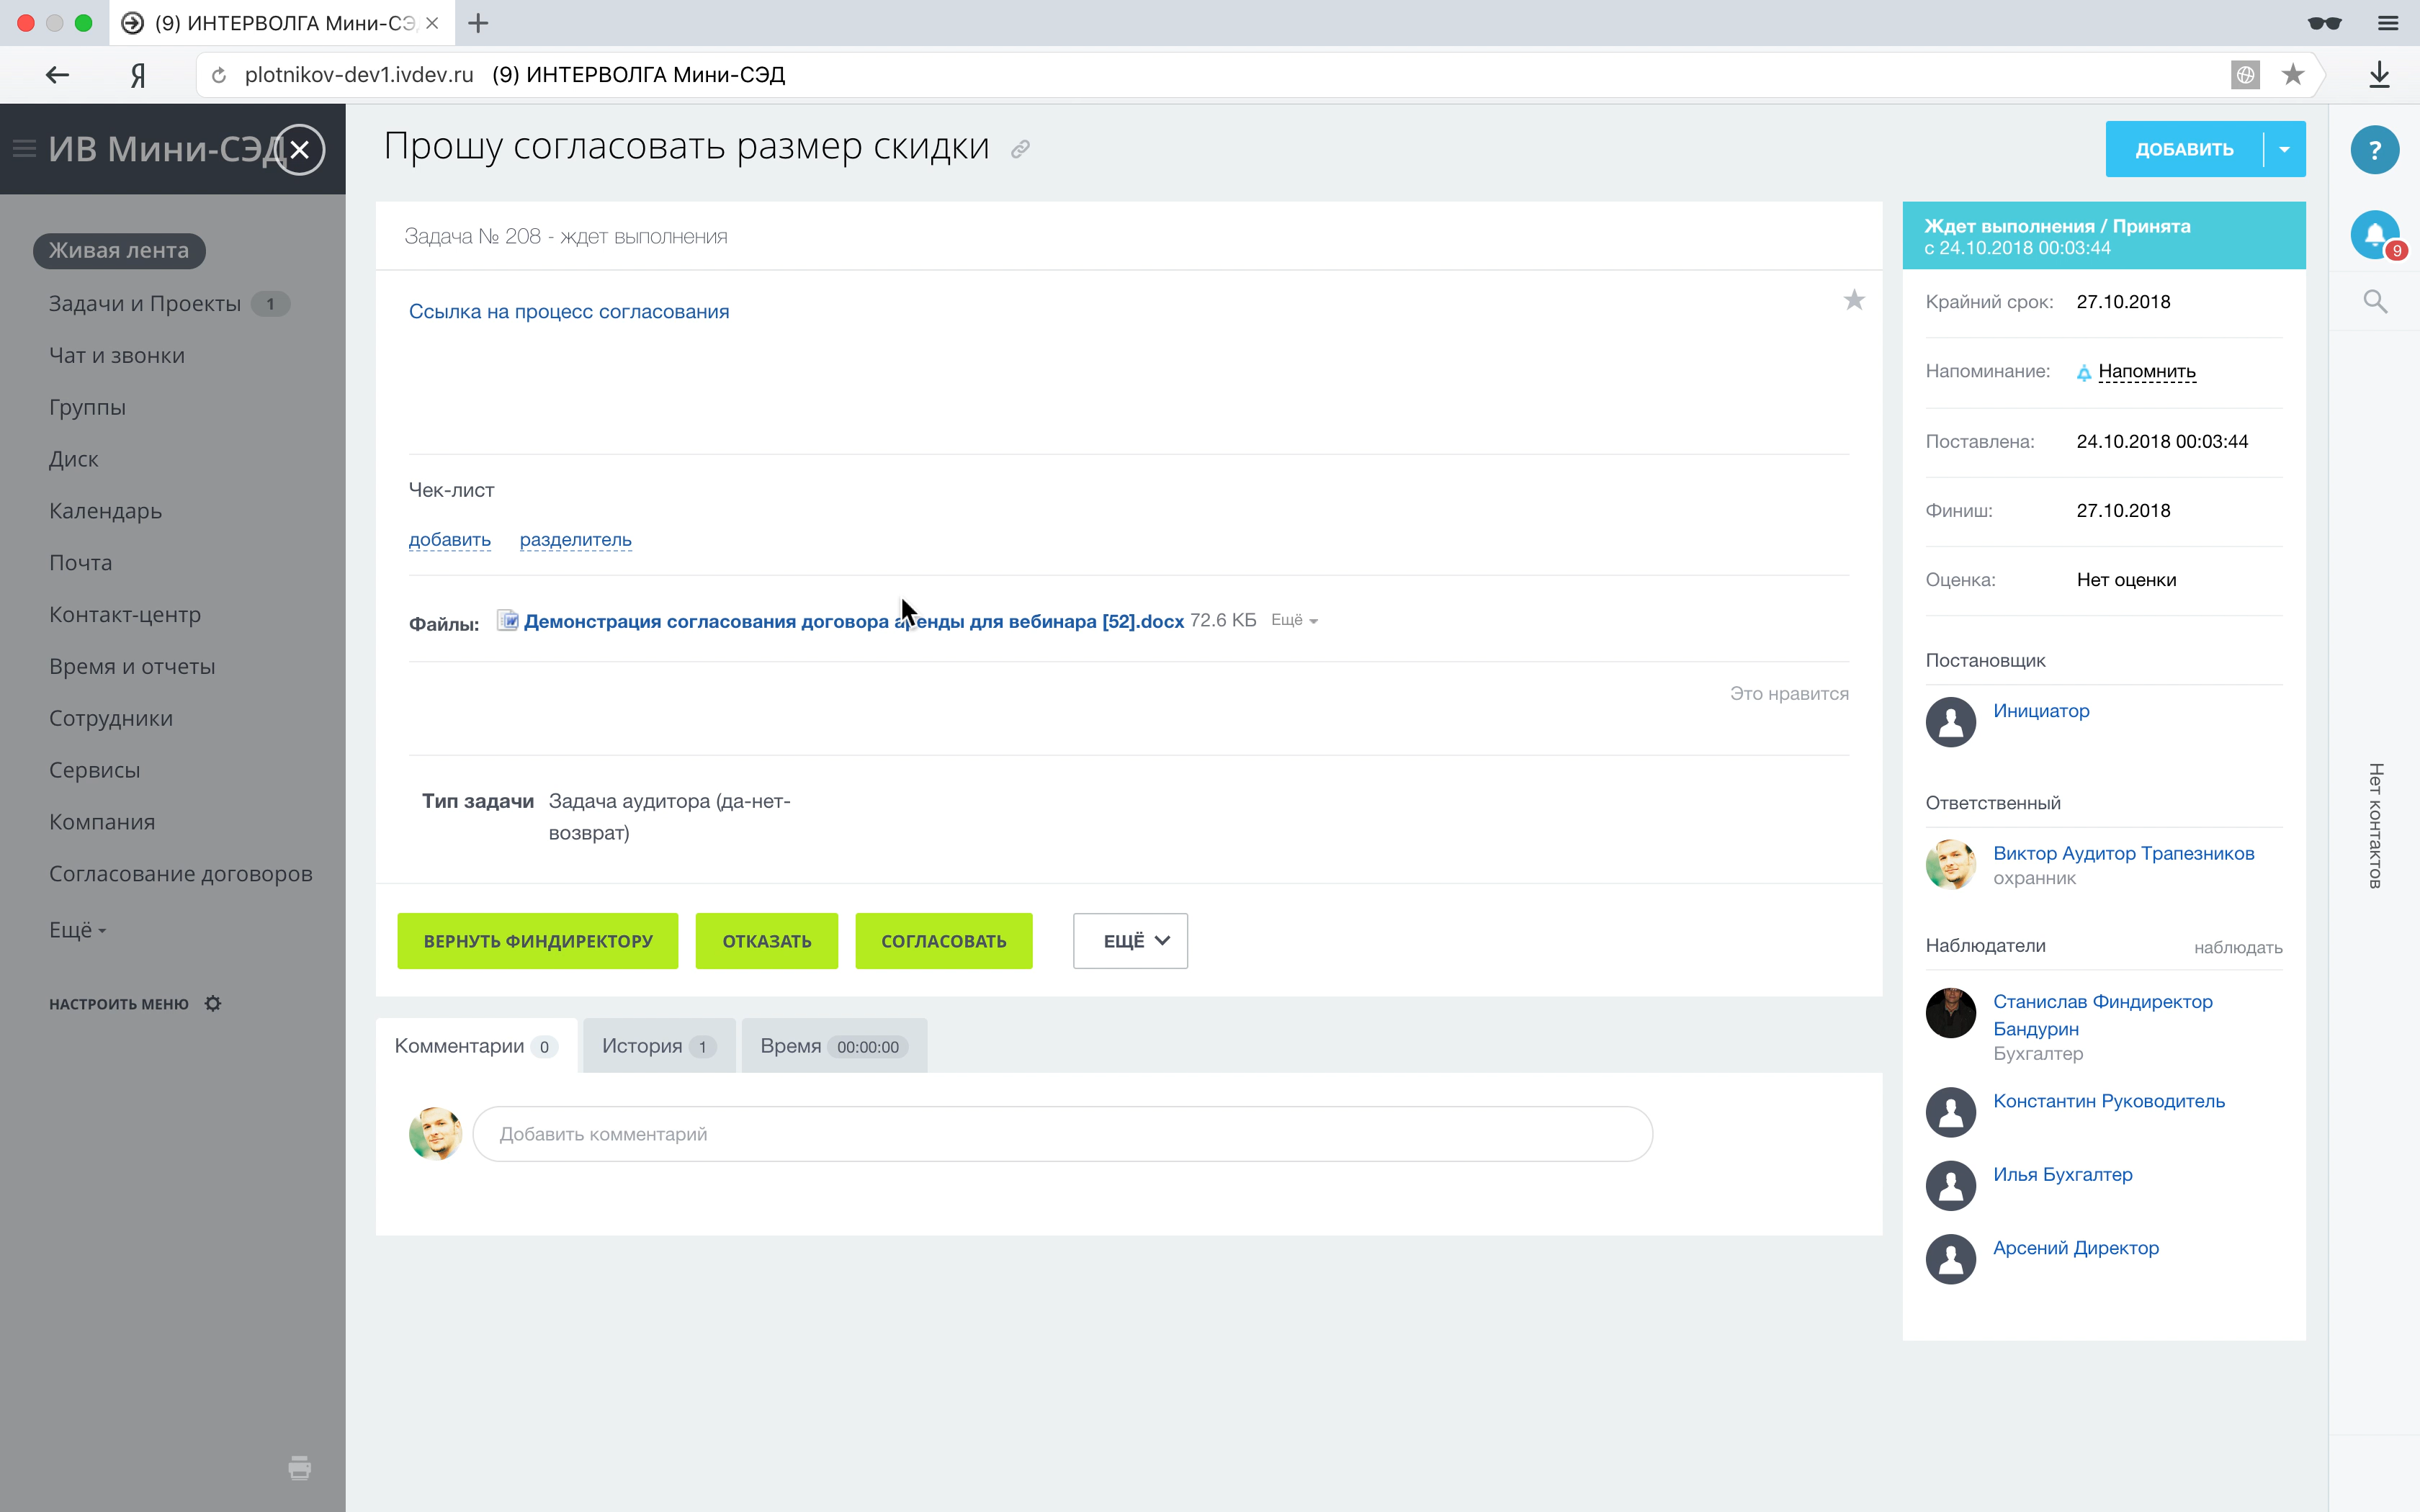 (9) ИНТЕРВОЛГА Мини-СЭ
plotnikov-dev1.ivdev.ru (9) ИНТЕРВОЛГА Мини-СЭД
ИВ Мини-СЭД
Живая лента
Задачи и Проекты 1
Чат и звонки
Группы
Диск
Календарь
Почта
Контакт-центр
Время и отчеты
Сотрудники
Сервисы
Компания
Согласование договоров
Ещё
НАСТРОИТЬ МЕНЮ
Прошу согласовать размер скидки
ДОБАВИТЬ
Задача № 208 - ждет выполнения
Ссылка на процесс согласования
Чек-лист
добавить разделитель
Файлы: Демонстрация согласования договора аренды для вебинара [52].docx 72.6 КБ Ещё
Это нравится
Тип задачи Задача аудитора (да-нет-
возврат)
ВЕРНУТЬ ФИНДИРЕКТОРУ ОТКАЗАТЬ СОГЛАСОВАТЬ ЕЩЁ
Комментарии 0 История 1 Время 00:00:00
Добавить комментарий
Ждет выполнения / Принята
с 24.10.2018 00:03:44
Крайний срок: 27.10.2018
Напоминание: Напомнить
Поставлена: 24.10.2018 00:03:44
Финиш: 27.10.2018
Оценка: Нет оценки
Постановщик
Инициатор
Ответственный
Виктор Аудитор Трапезников
охранник
Наблюдатели наблюдать
Станислав Финдиректор
Бандурин
Бухгалтер
Константин Руководитель
Илья Бухгалтер
Арсений Директор
?
9
Нет контактов